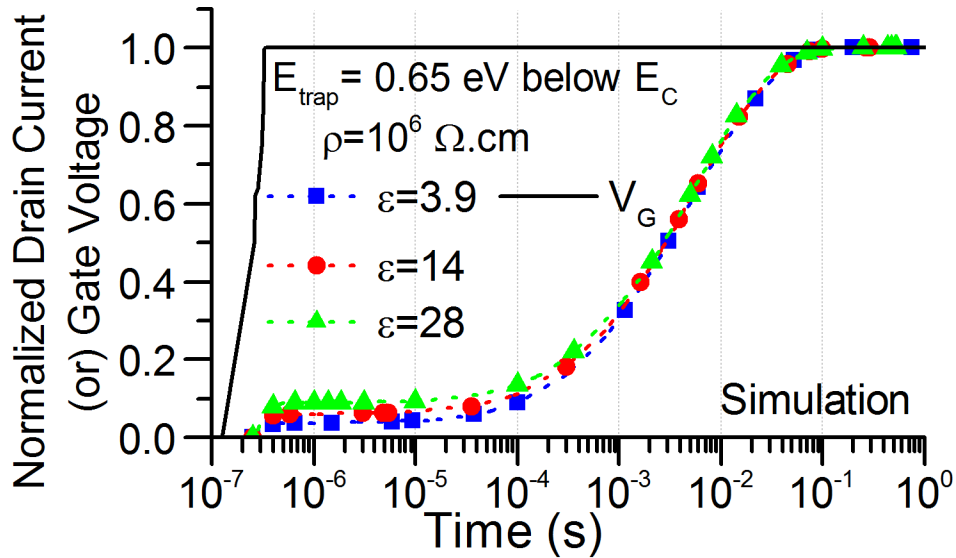 Normalized Drain Current
(or) Gate Voltage
1.0
0.8
0.6
0.4
0.2
0.0
E_trap = 0.65 eV below E_C
ρ=10^6 Ω.cm
ε=3.9
V_G
ε=14
ε=28
Simulation
10^-7 10^-6 10^-5 10^-4 10^-3 10^-2 10^-1 10^0
Time (s)